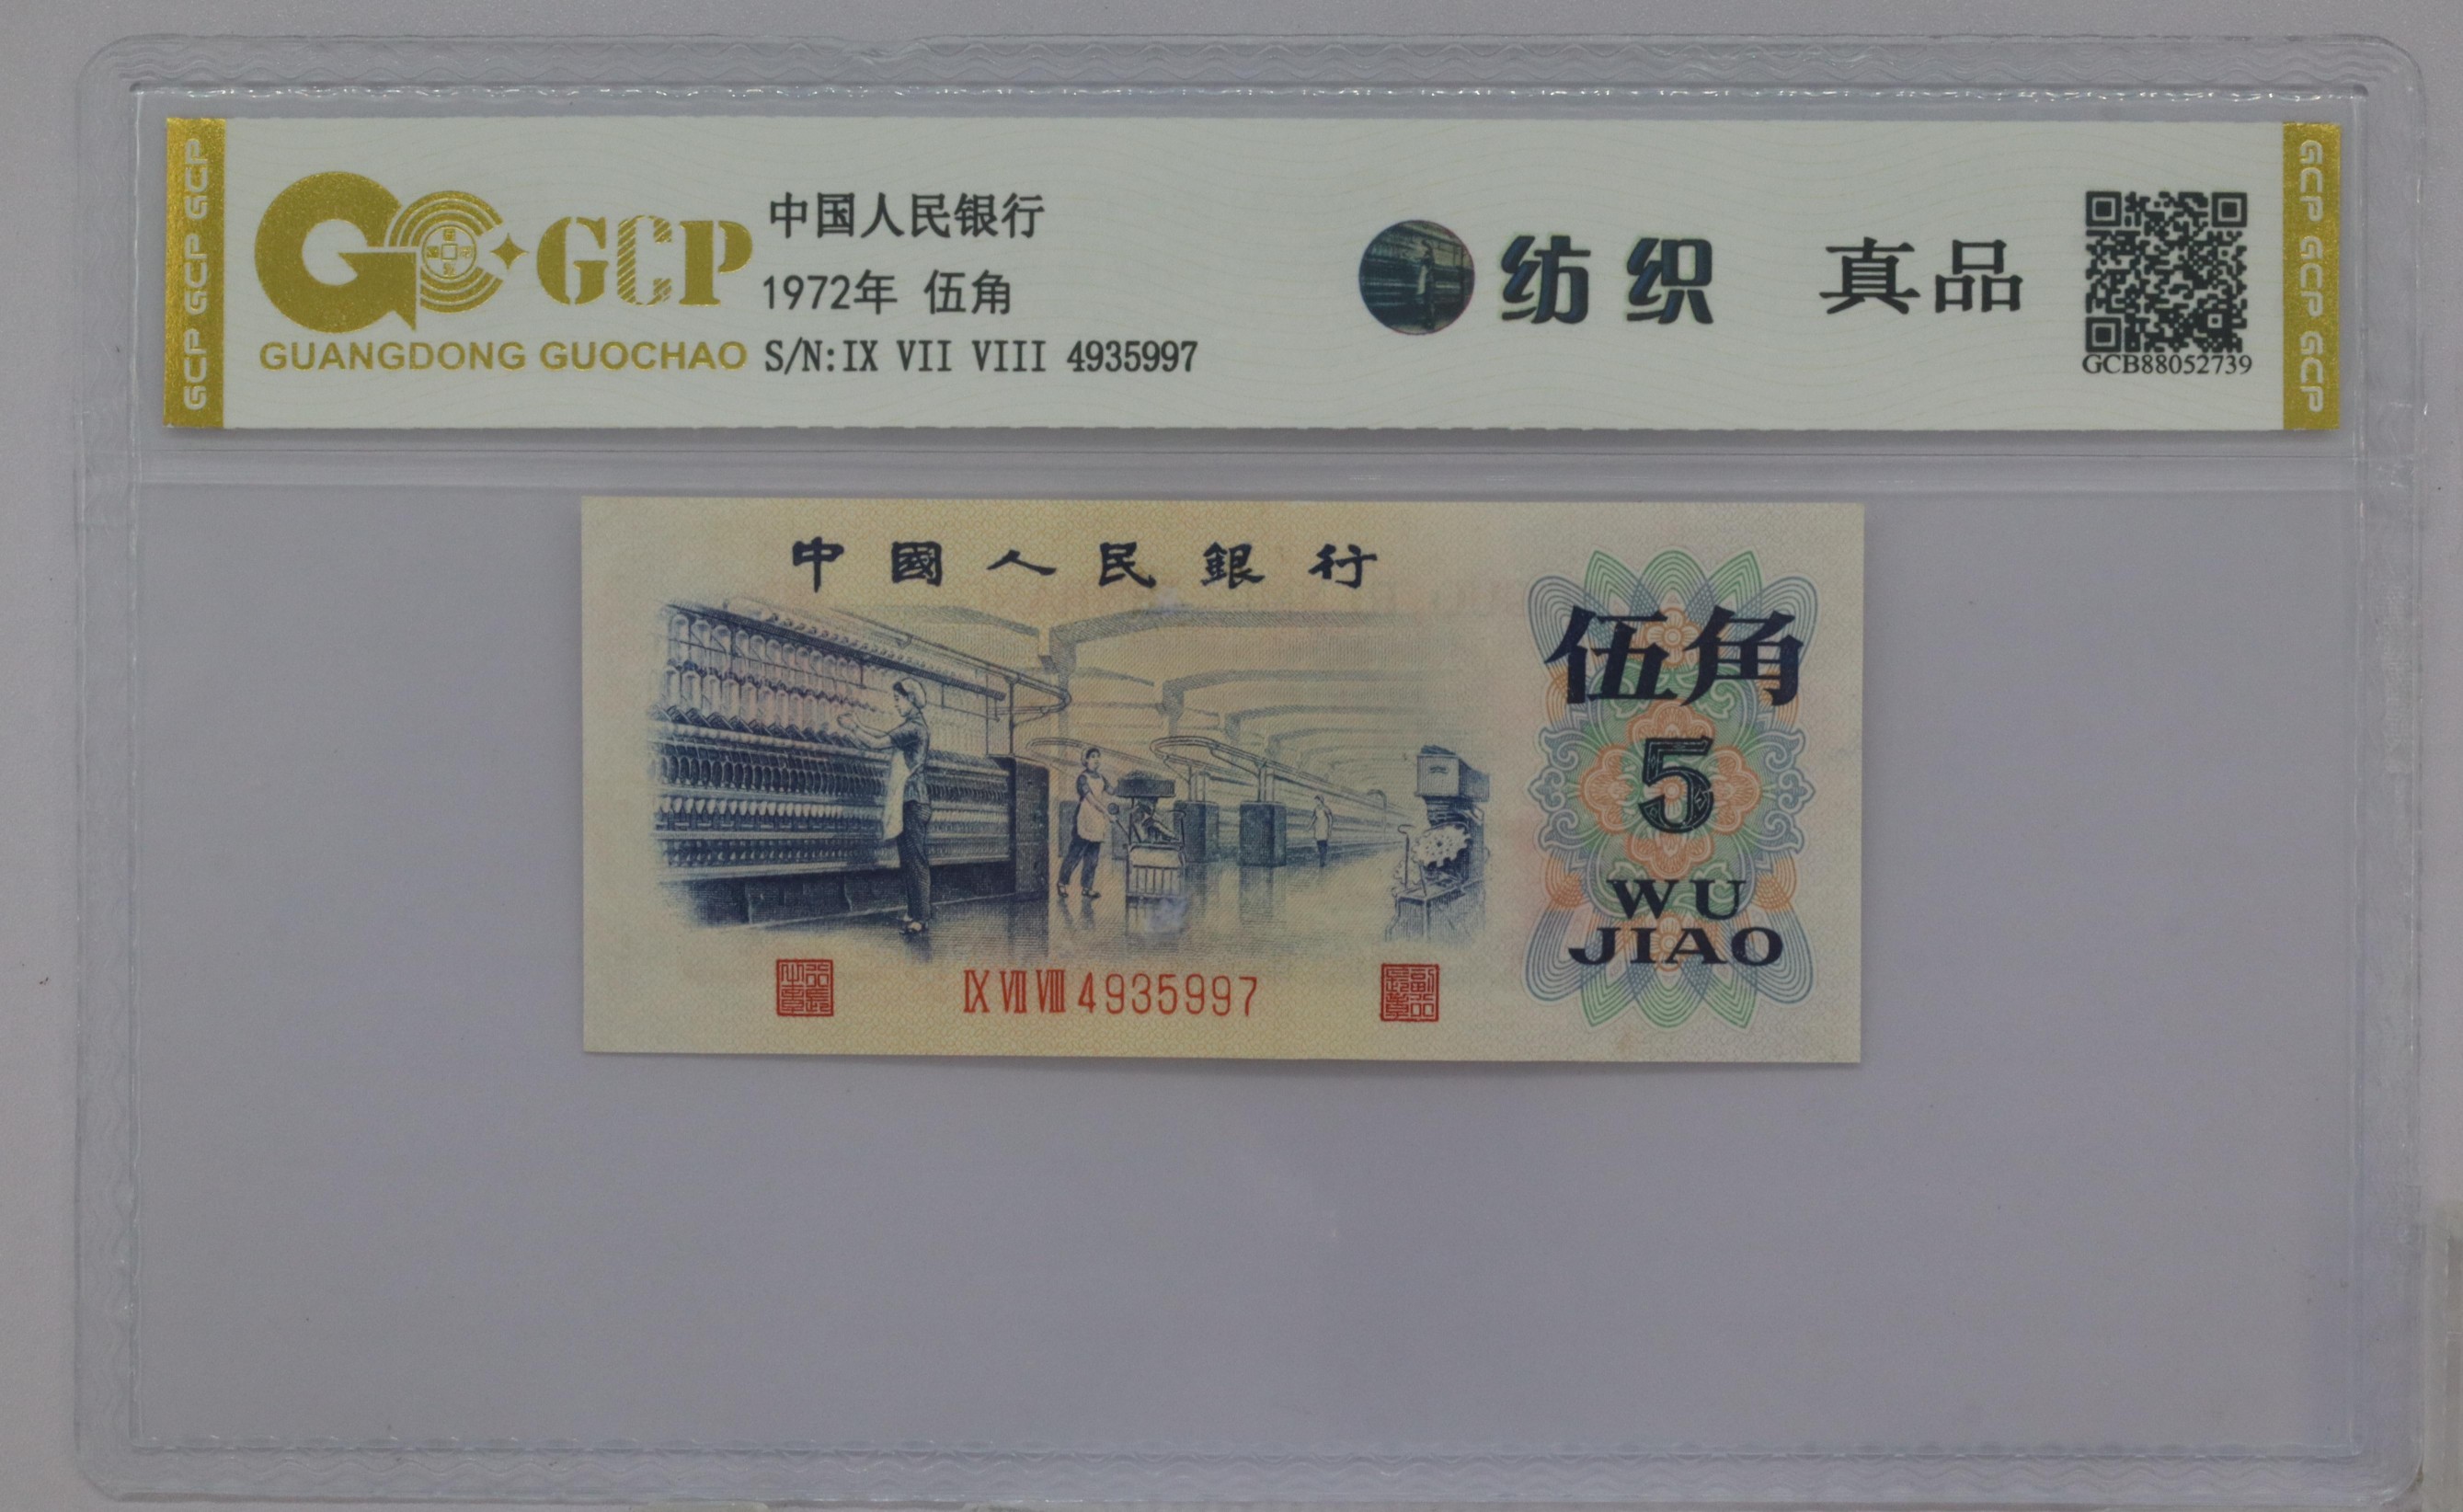 GCP GCP GCP
GCP
GUANGDONG GUOCHAO
中国人民银行
1972年 伍角
S/N:IX VII VIII 4935997
纺织 真品
GCB88052739
GCP GCP GCP
中國人民銀行
伍角
5
WU
JIAO
IX VII VIII 4935997